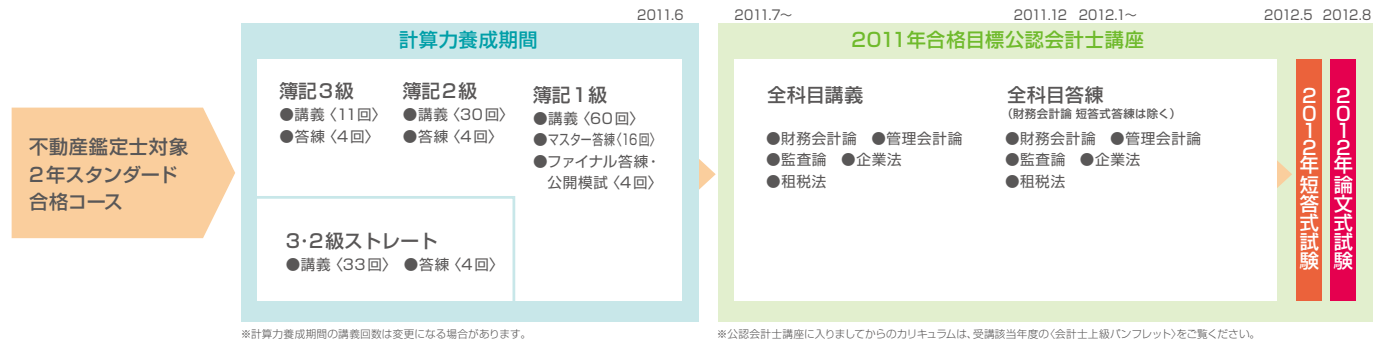 2011.6
2011.7～
2011.12
2012.1～
2012.5
2012.8
不動産鑑定士対象
2年スタンダード
合格コース
計算力養成期間
簿記3級
●講義〈11回〉
●答練〈4回〉
簿記2級
●講義〈30回〉
●答練〈4回〉
簿記1級
●講義〈60回〉
●マスター答練〈16回〉
●ファイナル答練・
公開模試〈4回〉
3・2級ストレート
●講義〈33回〉 ●答練〈4回〉
※計算力養成期間の講義回数は変更になる場合があります。
2011年合格目標公認会計士講座
全科目講義
●財務会計論 ●管理会計論
●監査論 ●企業法
●租税法
全科目答練
（財務会計論 短答式答練は除く）
●財務会計論 ●管理会計論
●監査論 ●企業法
●租税法
2012年短答式試験
2012年論文式試験
※公認会計士講座に入りましてからのカリキュラムは、受講該当年度の〈会計士上級パンフレット〉をご覧ください。